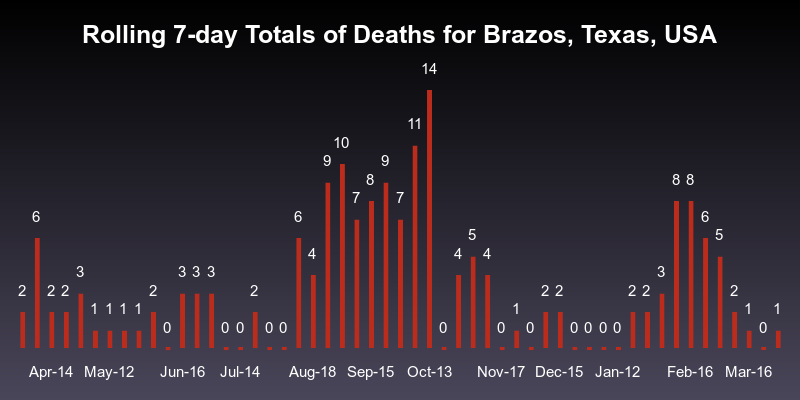 Rolling 7-day Totals of Deaths for Brazos, Texas, USA
2 6 2 2 3 1 1 1 1 2 0 3 3 3 0 0 2 0 0 6 4 9 10 7 8 9 7 11 14 0 4 5 4 0 1 0 2 2 0 0 0 0 2 2 3 8 8 6 5 2 1 0 1
Apr-14 May-12 Jun-16 Jul-14 Aug-18 Sep-15 Oct-13 Nov-17 Dec-15 Jan-12 Feb-16 Mar-16